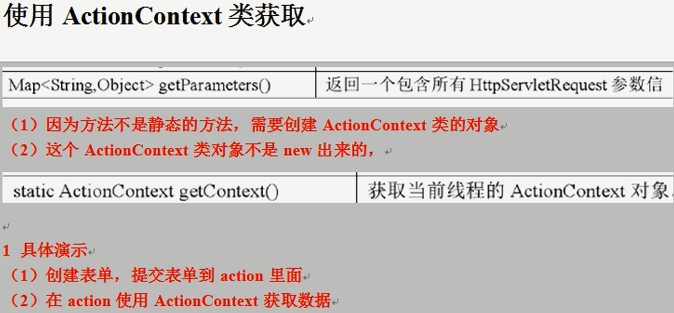 使用 ActionContext 类获取
Map<String,Object> getParameters() 返回一个包含所有 HttpServletRequest 参数信
（1）因为方法不是静态的方法，需要创建 ActionContext 类的对象
（2）这个 ActionContext 类对象不是 new 出来的，
static ActionContext getContext() 获取当前线程的 ActionContext 对象
1 具体演示
（1）创建表单，提交表单到 action 里面
（2）在 action 使用 ActionContext 获取数据